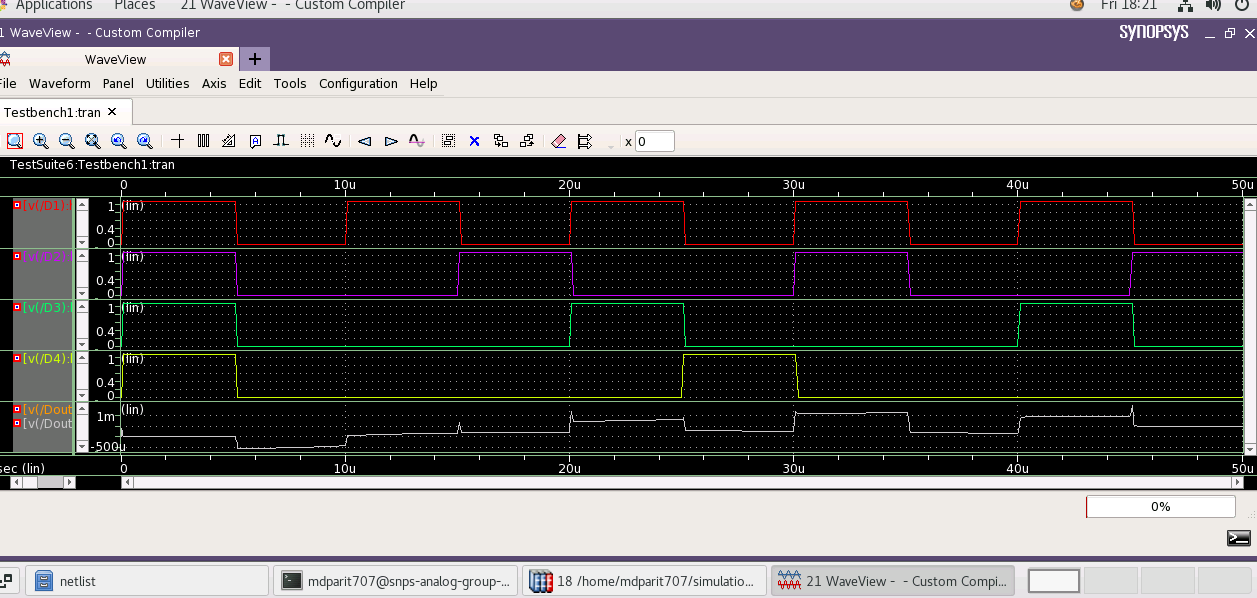 Applications Places 21 WaveView - - Custom Compiler Fri 18:21
1 WaveView - - Custom Compiler SYNOPSYS
WaveView
File Waveform Panel Utilities Axis Edit Tools Configuration Help
Testbench1:tran
x 0
TestSuite6:Testbench1:tran
0 10u 20u 30u 40u 50u
[v(/D1): 1 (lin)
0.4
0
[v(/D2): 1 (lin)
0.4
0
[v(/D3): 1 (lin)
0.4
0
[v(/D4): 1 (lin)
0.4
0
[v(/Dout (lin)
[v(/Dout 1m
-500u
sec (lin) 0 10u 20u 30u 40u 50u
0%
netlist mdparit707@snps-analog-group-... 18 /home/mdparit707/simulatio... 21 WaveView - - Custom Compi...